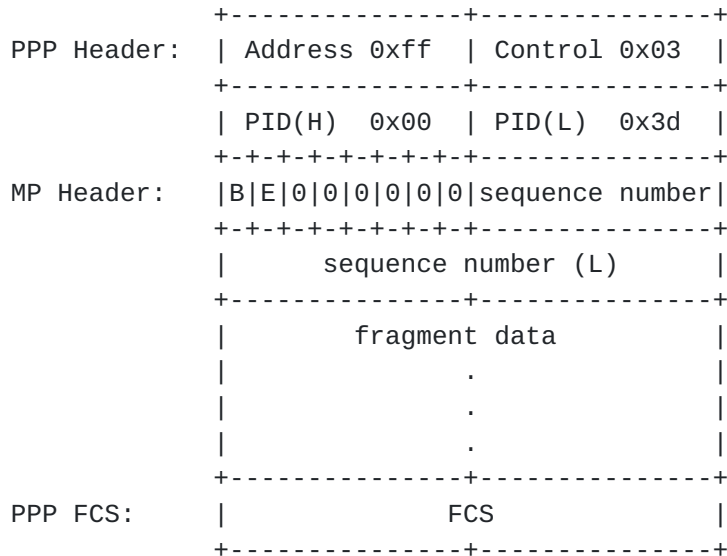 +---------------+---------------+
PPP Header:  | Address 0xff  | Control 0x03  |
             +---------------+---------------+
             | PID(H)  0x00  | PID(L)  0x3d  |
             +-+-+-+-+-+-+-+-+---------------+
MP Header:   |B|E|0|0|0|0|0|0|sequence number|
             +-+-+-+-+-+-+-+-+---------------+
             |      sequence number (L)      |
             +---------------+---------------+
             |        fragment data          |
             |               .               |
             |               .               |
             |               .               |
             +---------------+---------------+
PPP FCS:     |              FCS              |
             +---------------+---------------+